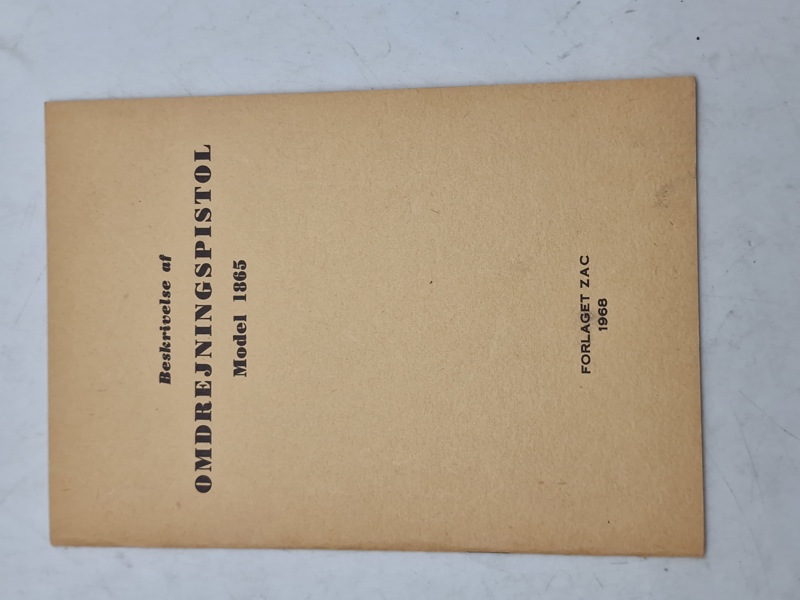 Beskrivelse af
OMDREJNINGSPISTOL
Model 1865
FORLAGET ZAC
1968